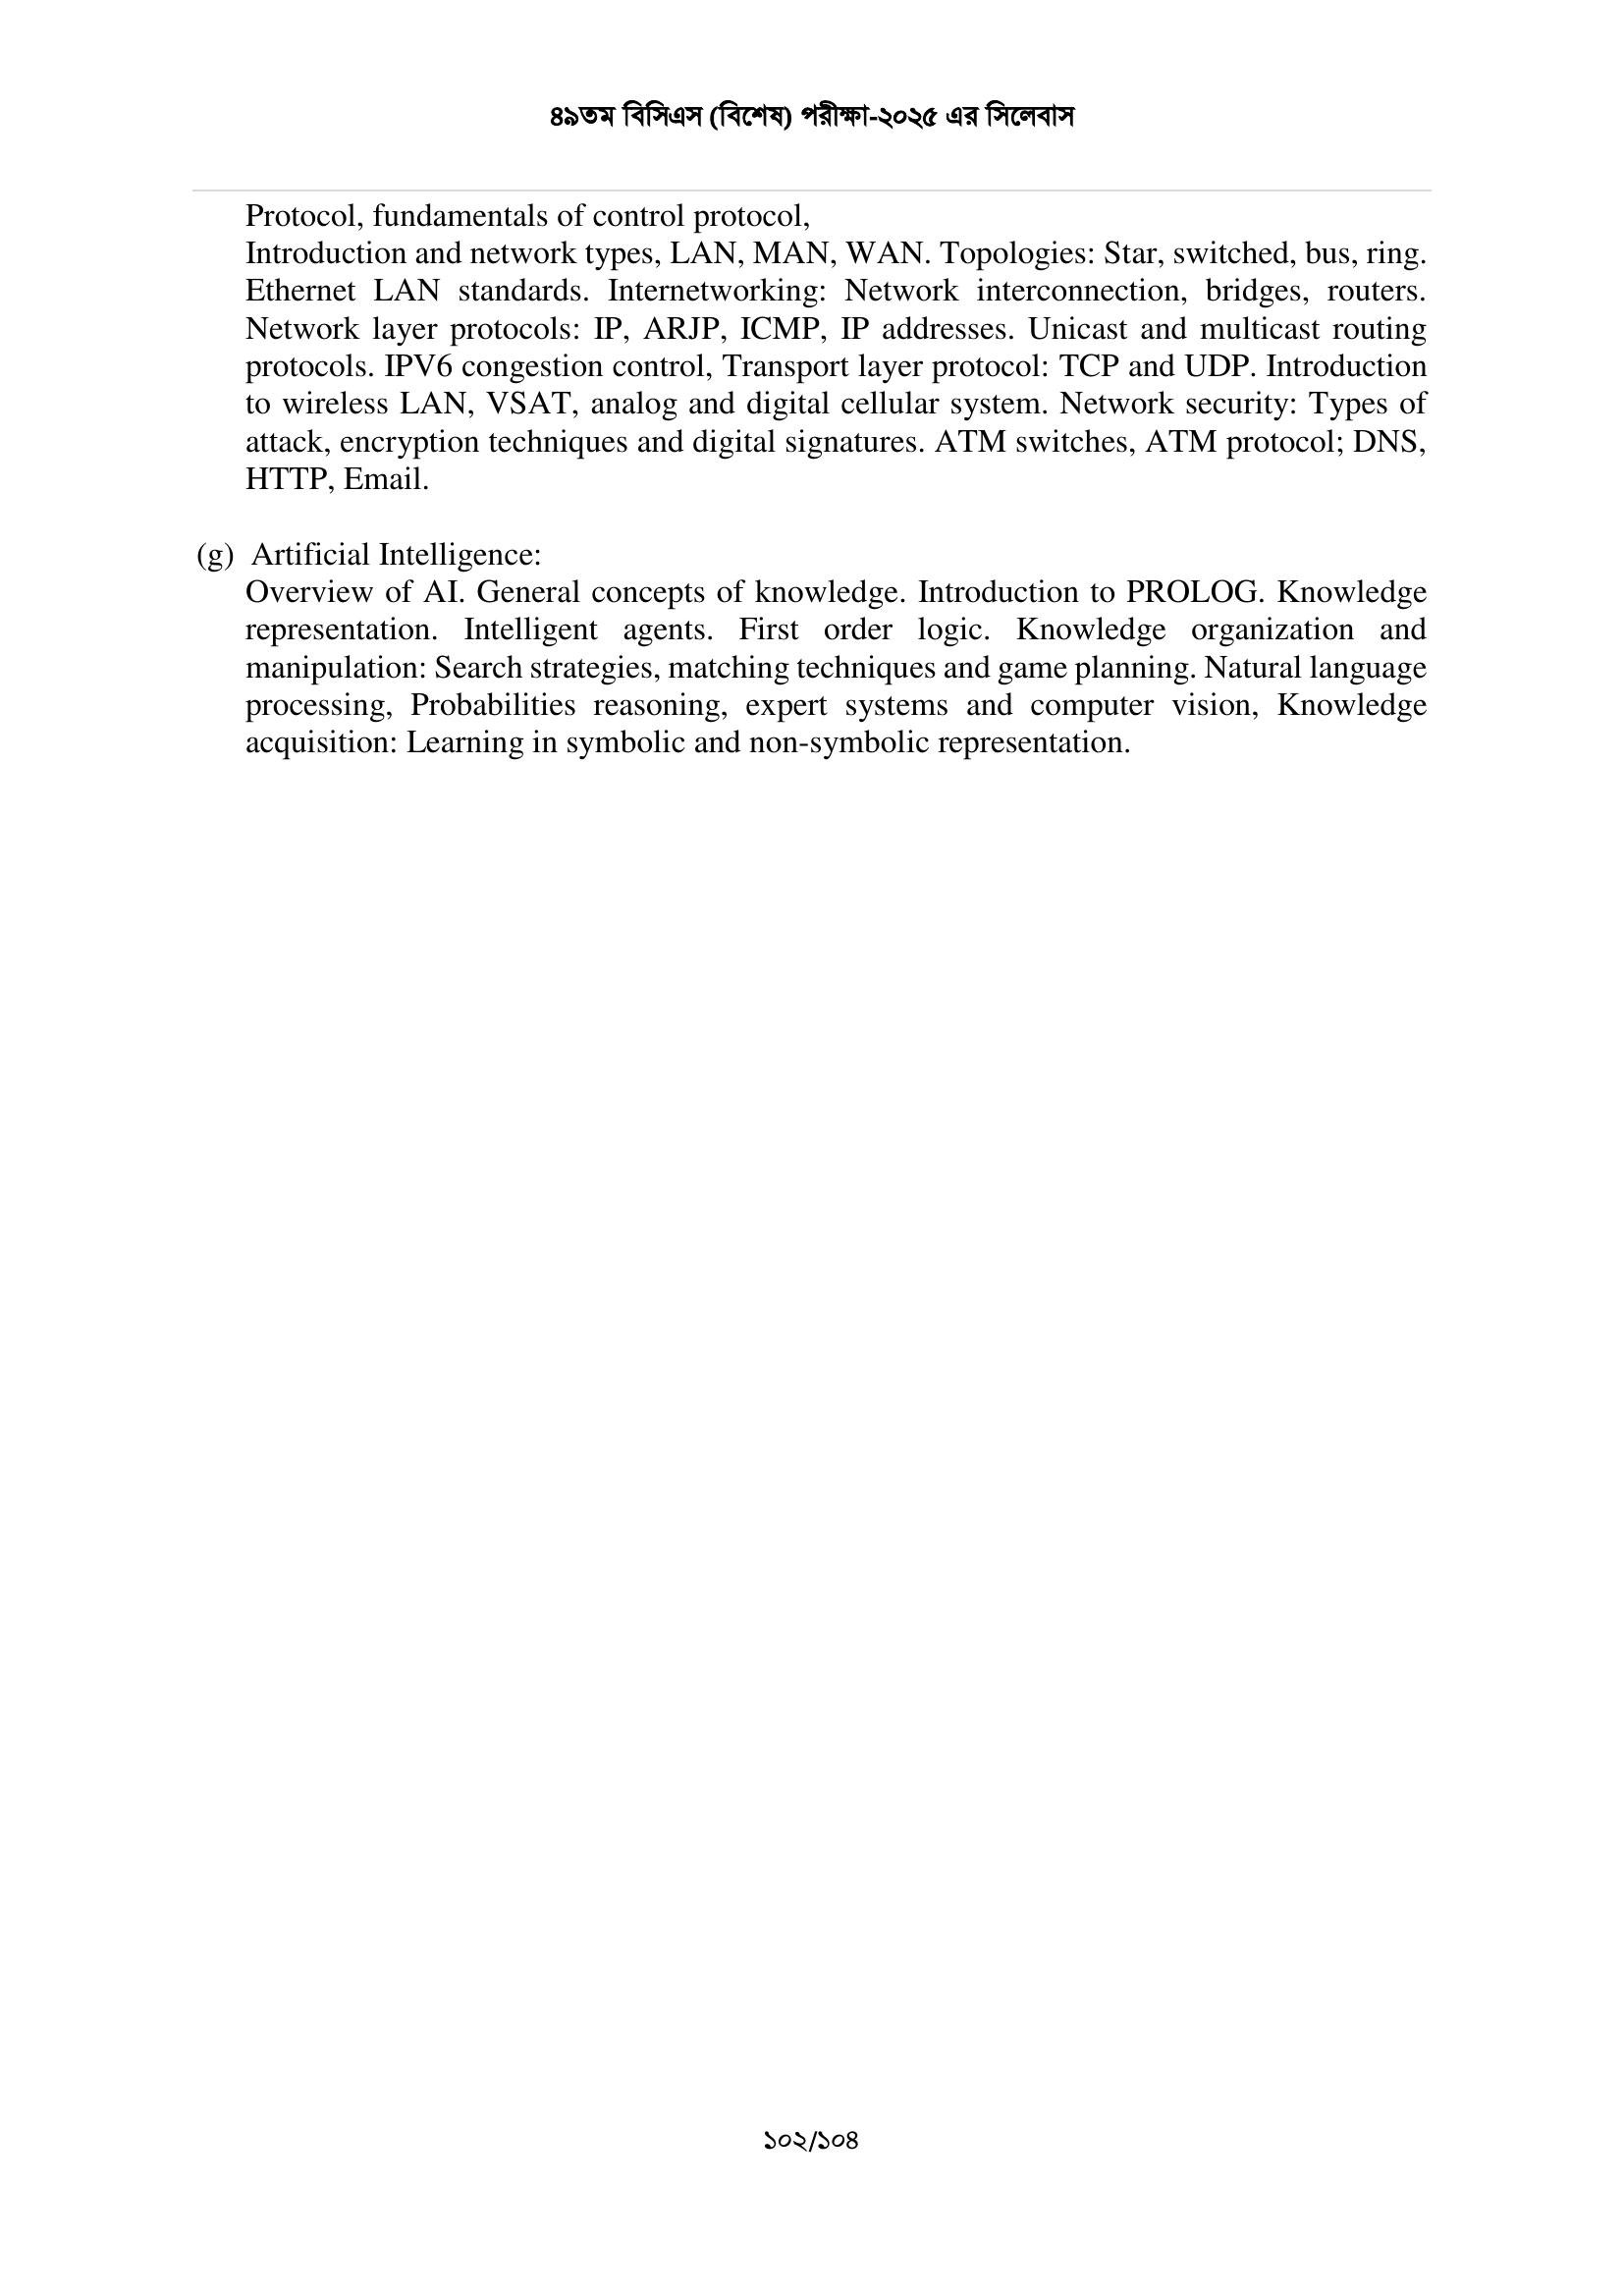 ৪৯তম বিসিএস (বিশেষ) পরীক্ষা-২০২৫ এর সিলেবাস
Protocol, fundamentals of control protocol,
Introduction and network types, LAN, MAN, WAN. Topologies: Star, switched, bus, ring.
Ethernet LAN standards. Internetworking: Network interconnection, bridges, routers.
Network layer protocols: IP, ARJP, ICMP, IP addresses. Unicast and multicast routing
protocols. IPV6 congestion control, Transport layer protocol: TCP and UDP. Introduction
to wireless LAN, VSAT, analog and digital cellular system. Network security: Types of
attack, encryption techniques and digital signatures. ATM switches, ATM protocol; DNS,
HTTP, Email.
(g) Artificial Intelligence:
Overview of AI. General concepts of knowledge. Introduction to PROLOG. Knowledge
representation. Intelligent agents. First order logic. Knowledge organization and
manipulation: Search strategies, matching techniques and game planning. Natural language
processing, Probabilities reasoning, expert systems and computer vision, Knowledge
acquisition: Learning in symbolic and non-symbolic representation.
১০২/১০৪